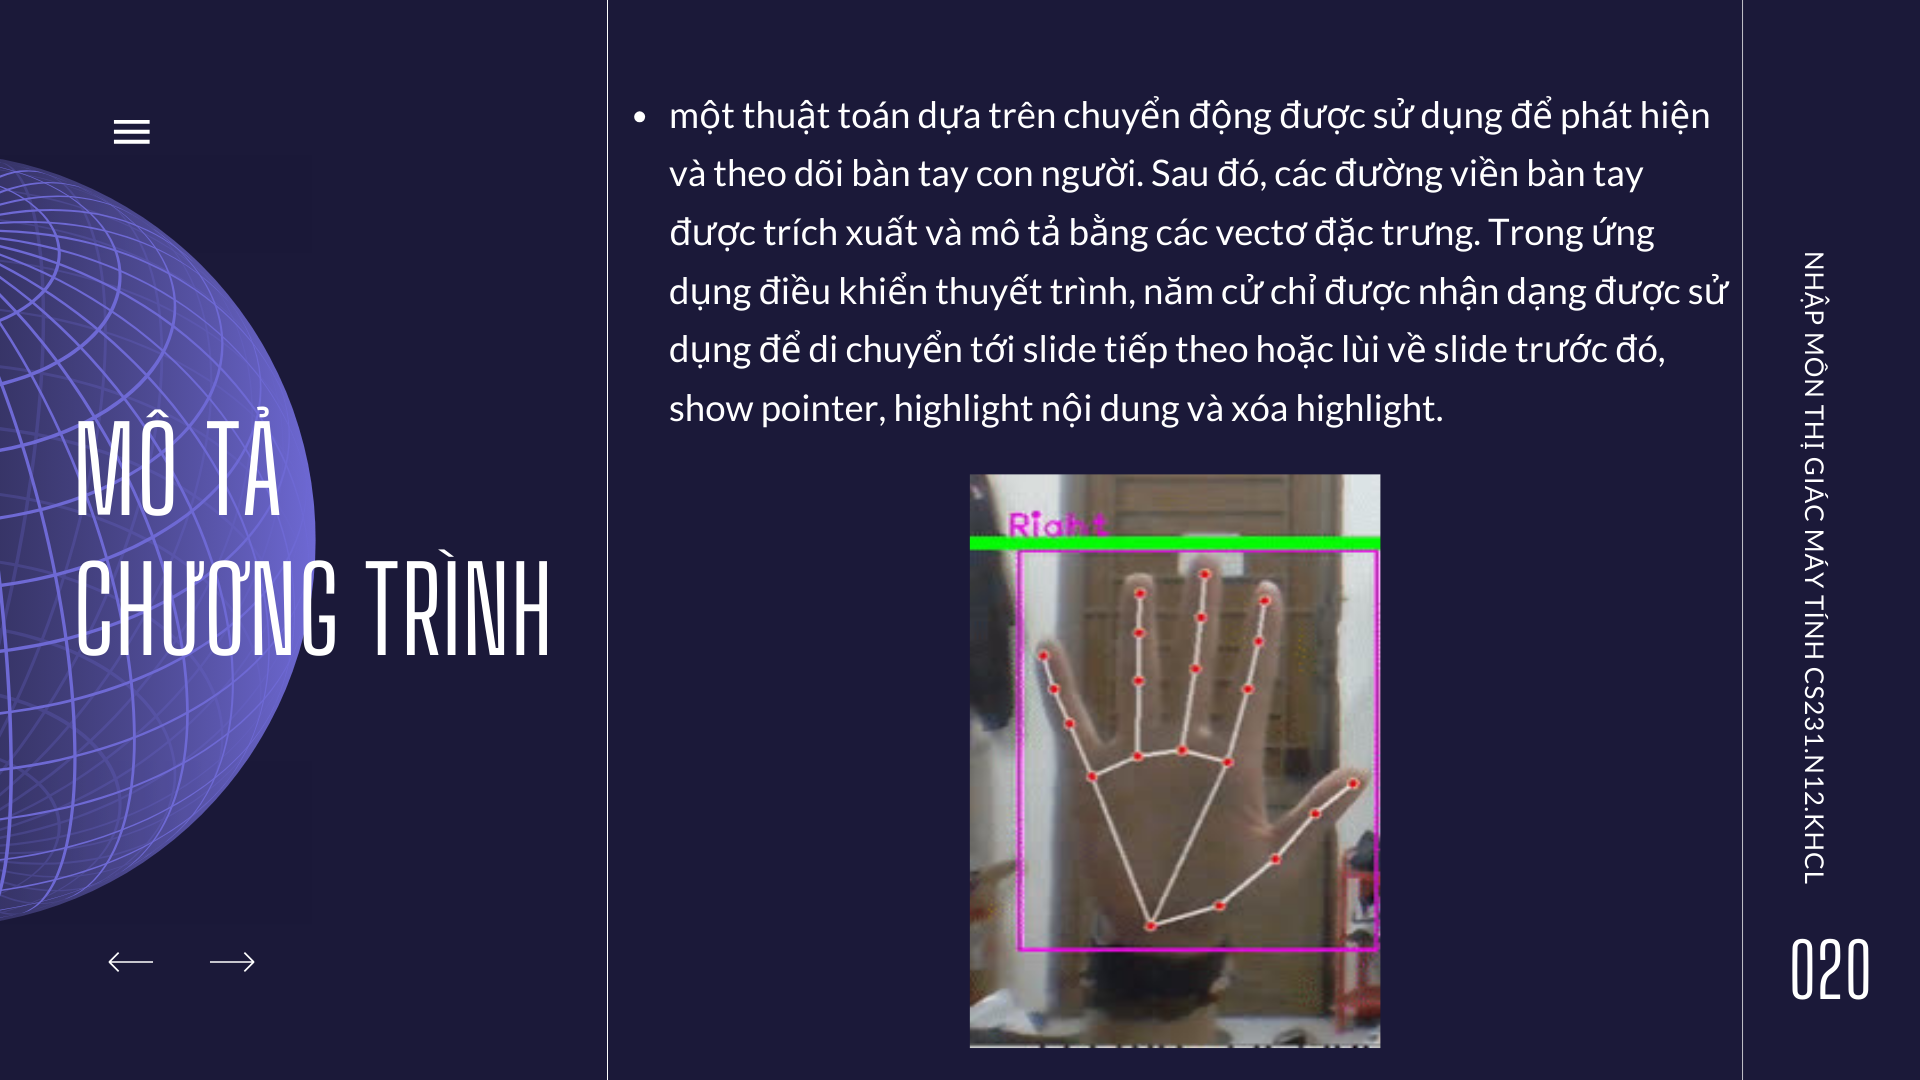 MÔ TẢ
CHƯƠNG TRÌNH
• một thuật toán dựa trên chuyển động được sử dụng để phát hiện
và theo dõi bàn tay con người. Sau đó, các đường viền bàn tay
được trích xuất và mô tả bằng các vectơ đặc trưng. Trong ứng
dụng điều khiển thuyết trình, năm cử chỉ được nhận dạng được sử
dụng để di chuyển tới slide tiếp theo hoặc lùi về slide trước đó,
show pointer, highlight nội dung và xóa highlight.
Right
NHẬP MÔN THỊ GIÁC MÁY TÍNH CS231.N12.KHCL
020